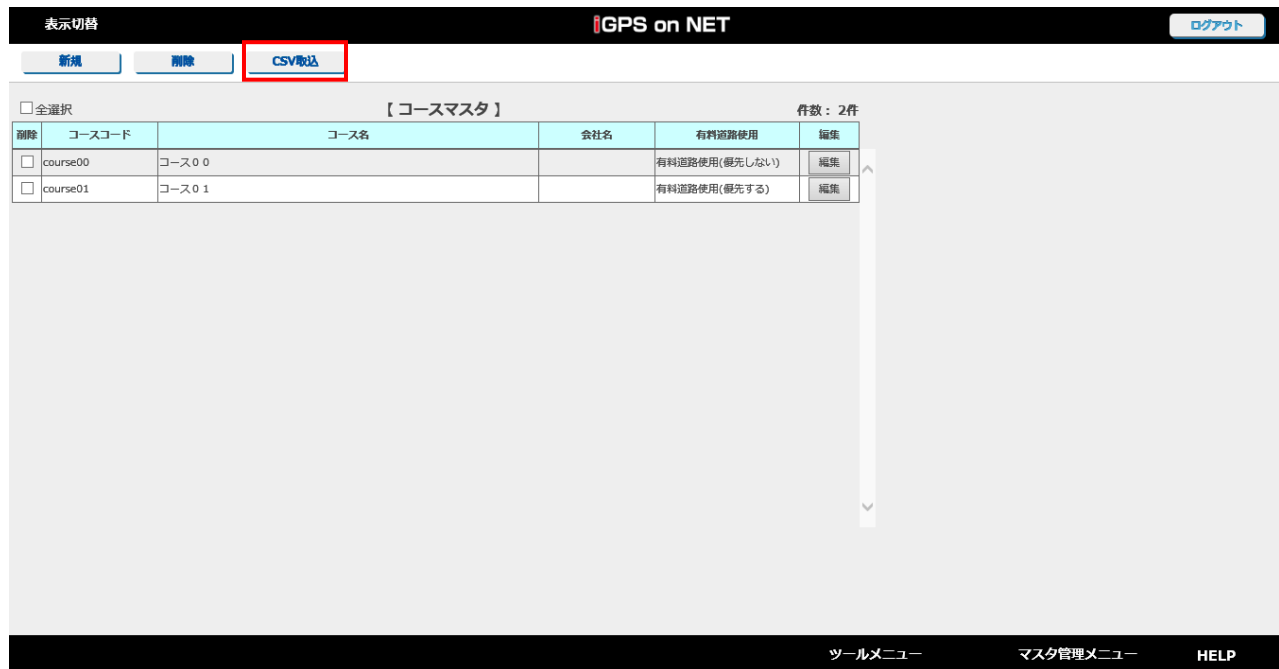 表示切替 iGPS on NET ログアウト
新規 削除 CSV取込
全選択 【 コースマスタ 】 件数： 2件
削除 コースコード コース名 会社名 有料道路使用 編集
course00 コース００ 有料道路使用(優先しない) 編集
course01 コース０１ 有料道路使用(優先する) 編集
ツールメニュー マスタ管理メニュー HELP